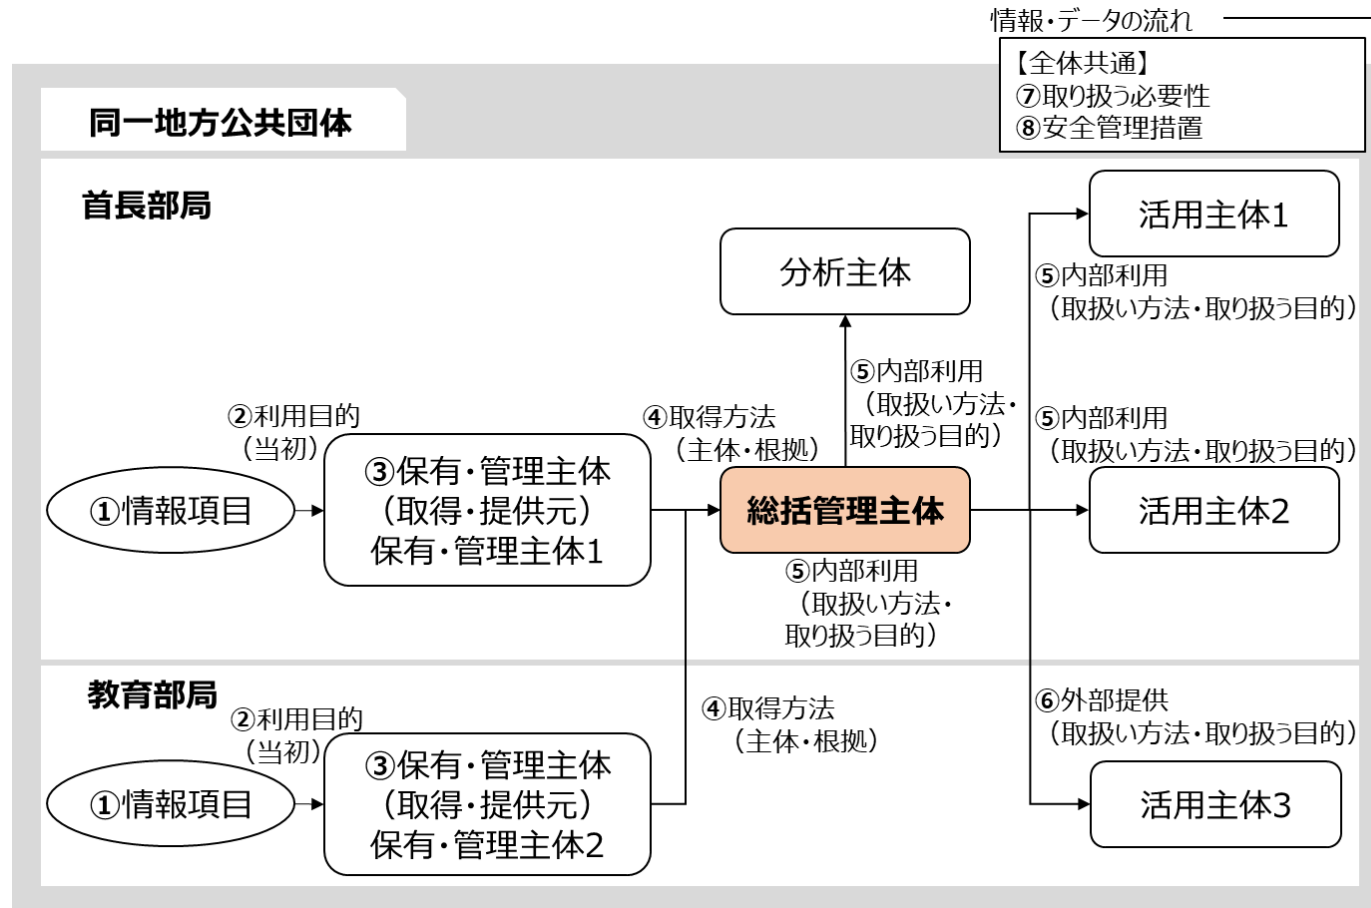 情報・データの流れ
【全体共通】
⑦取り扱う必要性
⑧安全管理措置
同一地方公共団体
首長部局
活用主体1
分析主体
⑤内部利用
（取扱い方法・取り扱う目的）
⑤内部利用
（取扱い方法・
取り扱う目的）
②利用目的
（当初）
④取得方法
（主体・根拠）
⑤内部利用
（取扱い方法・取り扱う目的）
①情報項目
③保有・管理主体
（取得・提供元）
保有・管理主体1
総括管理主体
活用主体2
⑤内部利用
（取扱い方法・
取り扱う目的）
教育部局
②利用目的
（当初）
④取得方法
（主体・根拠）
⑥外部提供
（取扱い方法・取り扱う目的）
①情報項目
③保有・管理主体
（取得・提供元）
保有・管理主体2
活用主体3